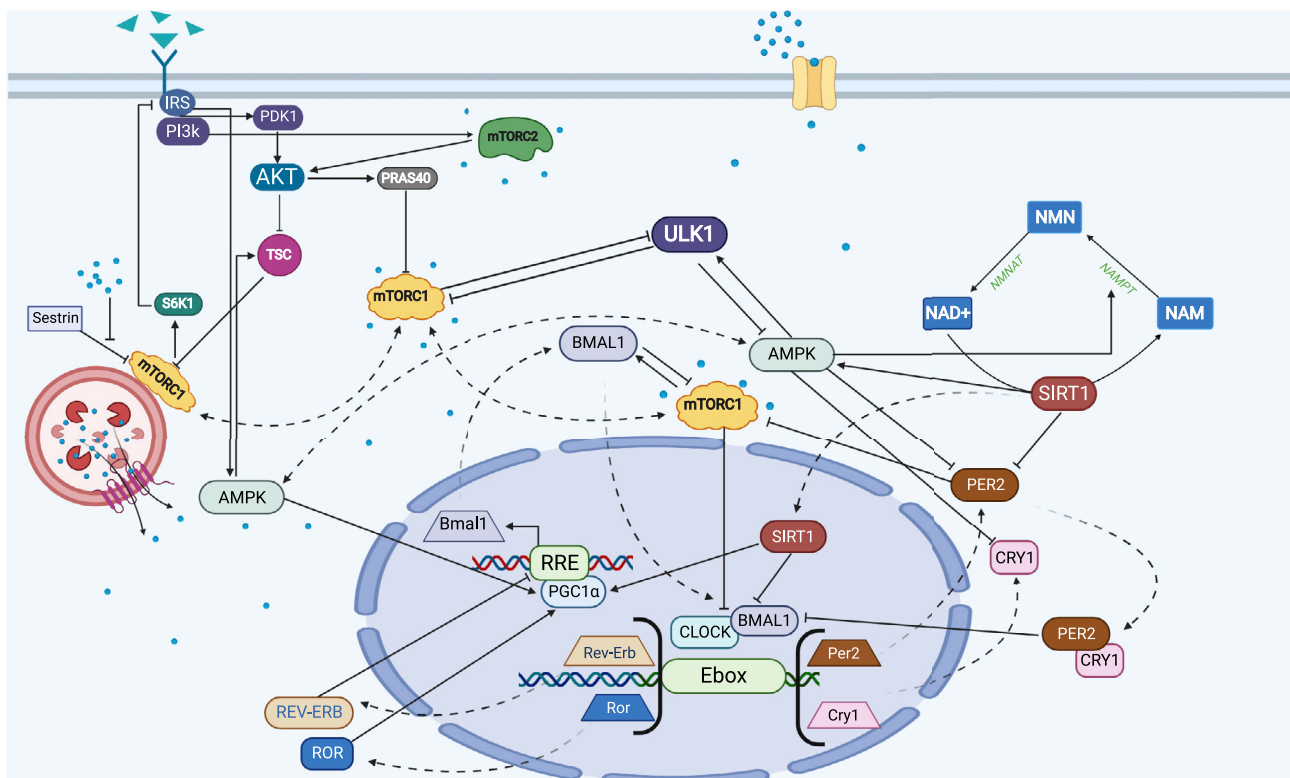 IRS
PDK1
PI3k
mTORC2
AKT
PRAS40
NMN
ULK1
TSC
NMNAT
NAMPT
mTORC1
S6K1
Sestrin
NAD+
NAM
BMAL1
AMPK
mTORC1
SIRT1
mTORC1
PER2
AMPK
Bmal1
SIRT1
RRE
CRY1
PGC1α
BMAL1
CLOCK
PER2
Rev-Erb
Per2
CRY1
Ebox
Ror
Cry1
REV-ERB
ROR